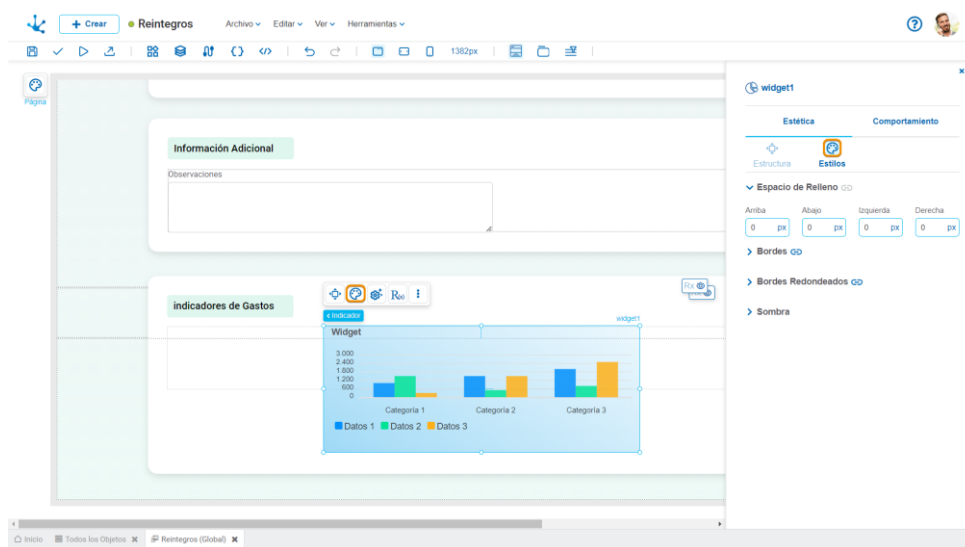 Crear
Reintegros
Archivo
Editar
Ver
Herramientas
1382px
Página
widget1
Estética
Comportamiento
Estructura
Estilos
Espacio de Relleno
Arriba
Abajo
Izquierda
Derecha
0 px
0 px
0 px
0 px
Bordes
Bordes Redondeados
Sombra
Información Adicional
Observaciones
indicadores de Gastos
Rx
Indicador
widget1
Widget
3.000
2.400
1.800
1.200
600
0
Categoría 1
Categoría 2
Categoría 3
Datos 1
Datos 2
Datos 3
Inicio
Todos los Objetos
Reintegros (Global)